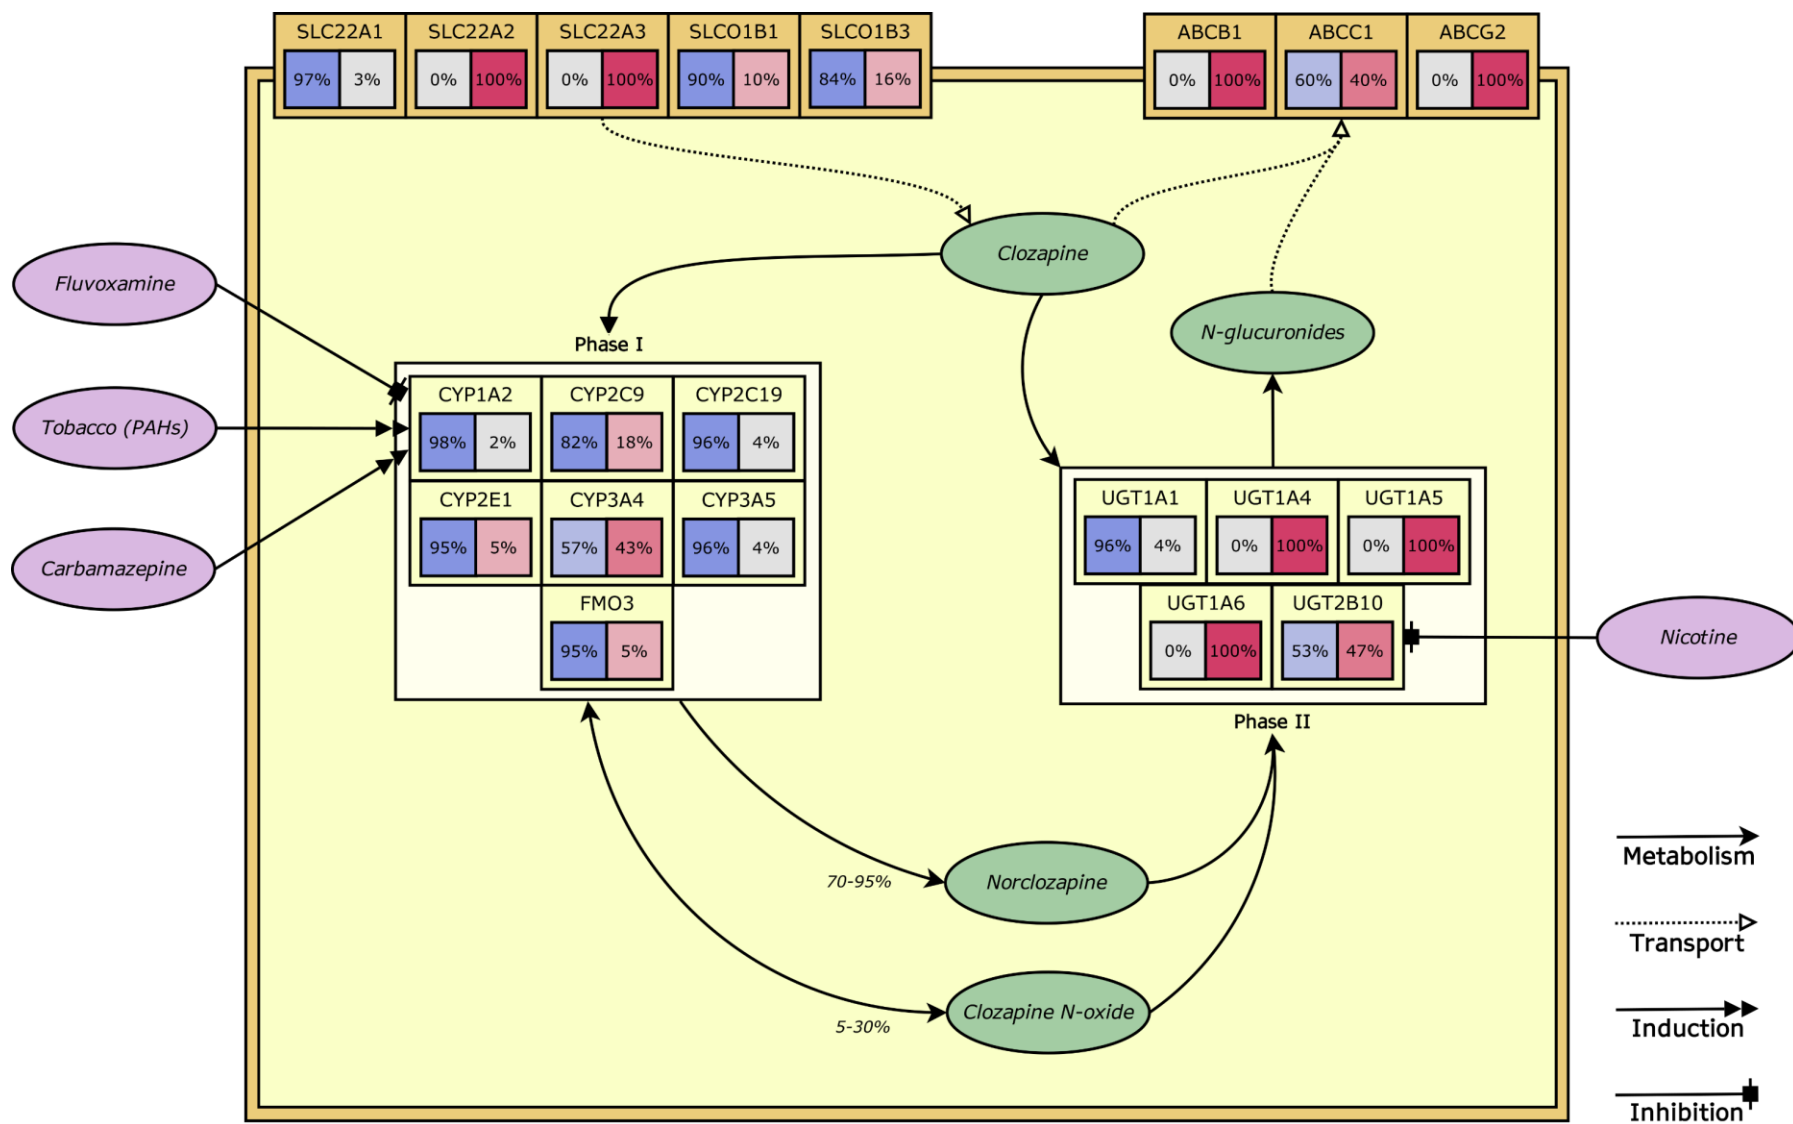 SLC22A1 SLC22A2 SLC22A3 SLCO1B1 SLCO1B3
97% 3% 0% 100% 0% 100% 90% 10% 84% 16%
ABCB1 ABCC1 ABCG2
0% 100% 60% 40% 0% 100%
Clozapine
Fluvoxamine
N-glucuronides
Phase I
Tobacco (PAHs)
Carbamazepine
CYP1A2 CYP2C9 CYP2C19
98% 2% 82% 18% 96% 4%
CYP2E1 CYP3A4 CYP3A5
95% 5% 57% 43% 96% 4%
FMO3
95% 5%
UGT1A1 UGT1A4 UGT1A5
96% 4% 0% 100% 0% 100%
UGT1A6 UGT2B10
0% 100% 53% 47%
Nicotine
Phase II
70-95%
Norclozapine
5-30%
Clozapine N-oxide
Metabolism
Transport
Induction
Inhibition